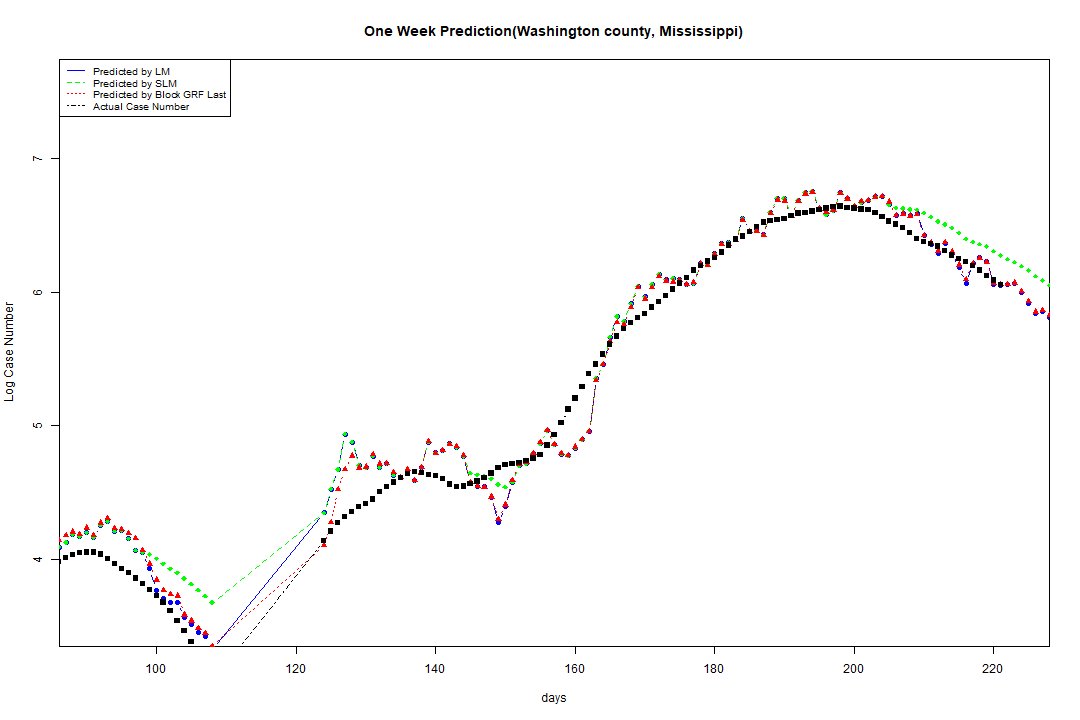 One Week Prediction(Washington county, Mississippi)
Predicted by LM
Predicted by SLM
Predicted by Block GRF Last
Actual Case Number
7
6
5
4
Log Case Number
100 120 140 160 180 200 220
days